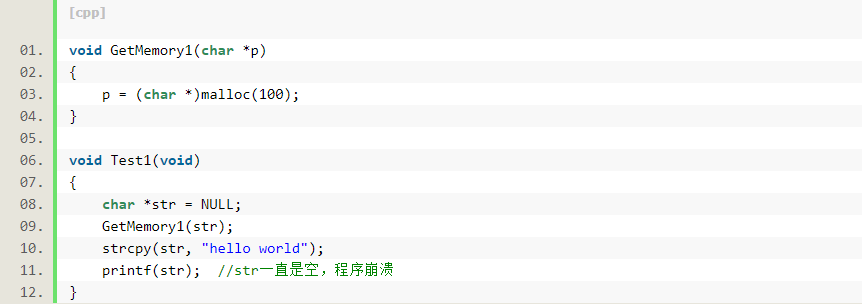 [cpp]
01. void GetMemory1(char *p)
02. {
03.     p = (char *)malloc(100);
04. }
05.
06. void Test1(void)
07. {
08.     char *str = NULL;
09.     GetMemory1(str);
10.     strcpy(str, "hello world");
11.     printf(str);  //str一直是空，程序崩溃
12. }